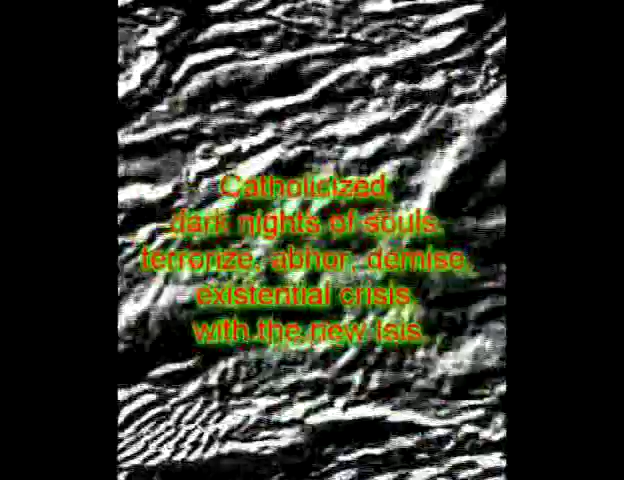 Catholicized,
dark nights of souls.
terrorize, abhor, demise,
existential crisis
with the new Isis